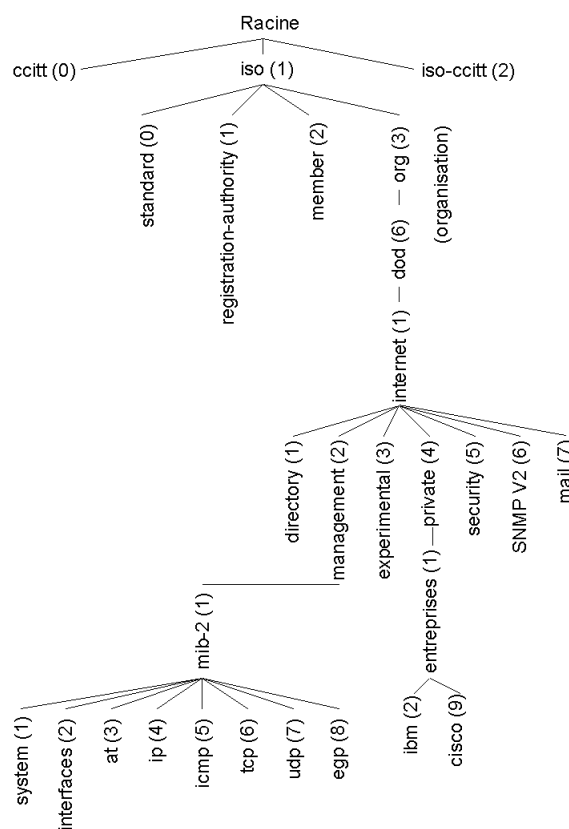 Racine
ccitt (0)
iso (1)
iso-ccitt (2)
standard (0)
registration-authority (1)
member (2)
org (3)
(organisation)
dod (6)
internet (1)
directory (1)
management (2)
experimental (3)
private (4)
security (5)
SNMP V2 (6)
mail (7)
mib-2 (1)
entreprises (1)
system (1)
interfaces (2)
at (3)
ip (4)
icmp (5)
tcp (6)
udp (7)
egp (8)
ibm (2)
cisco (9)